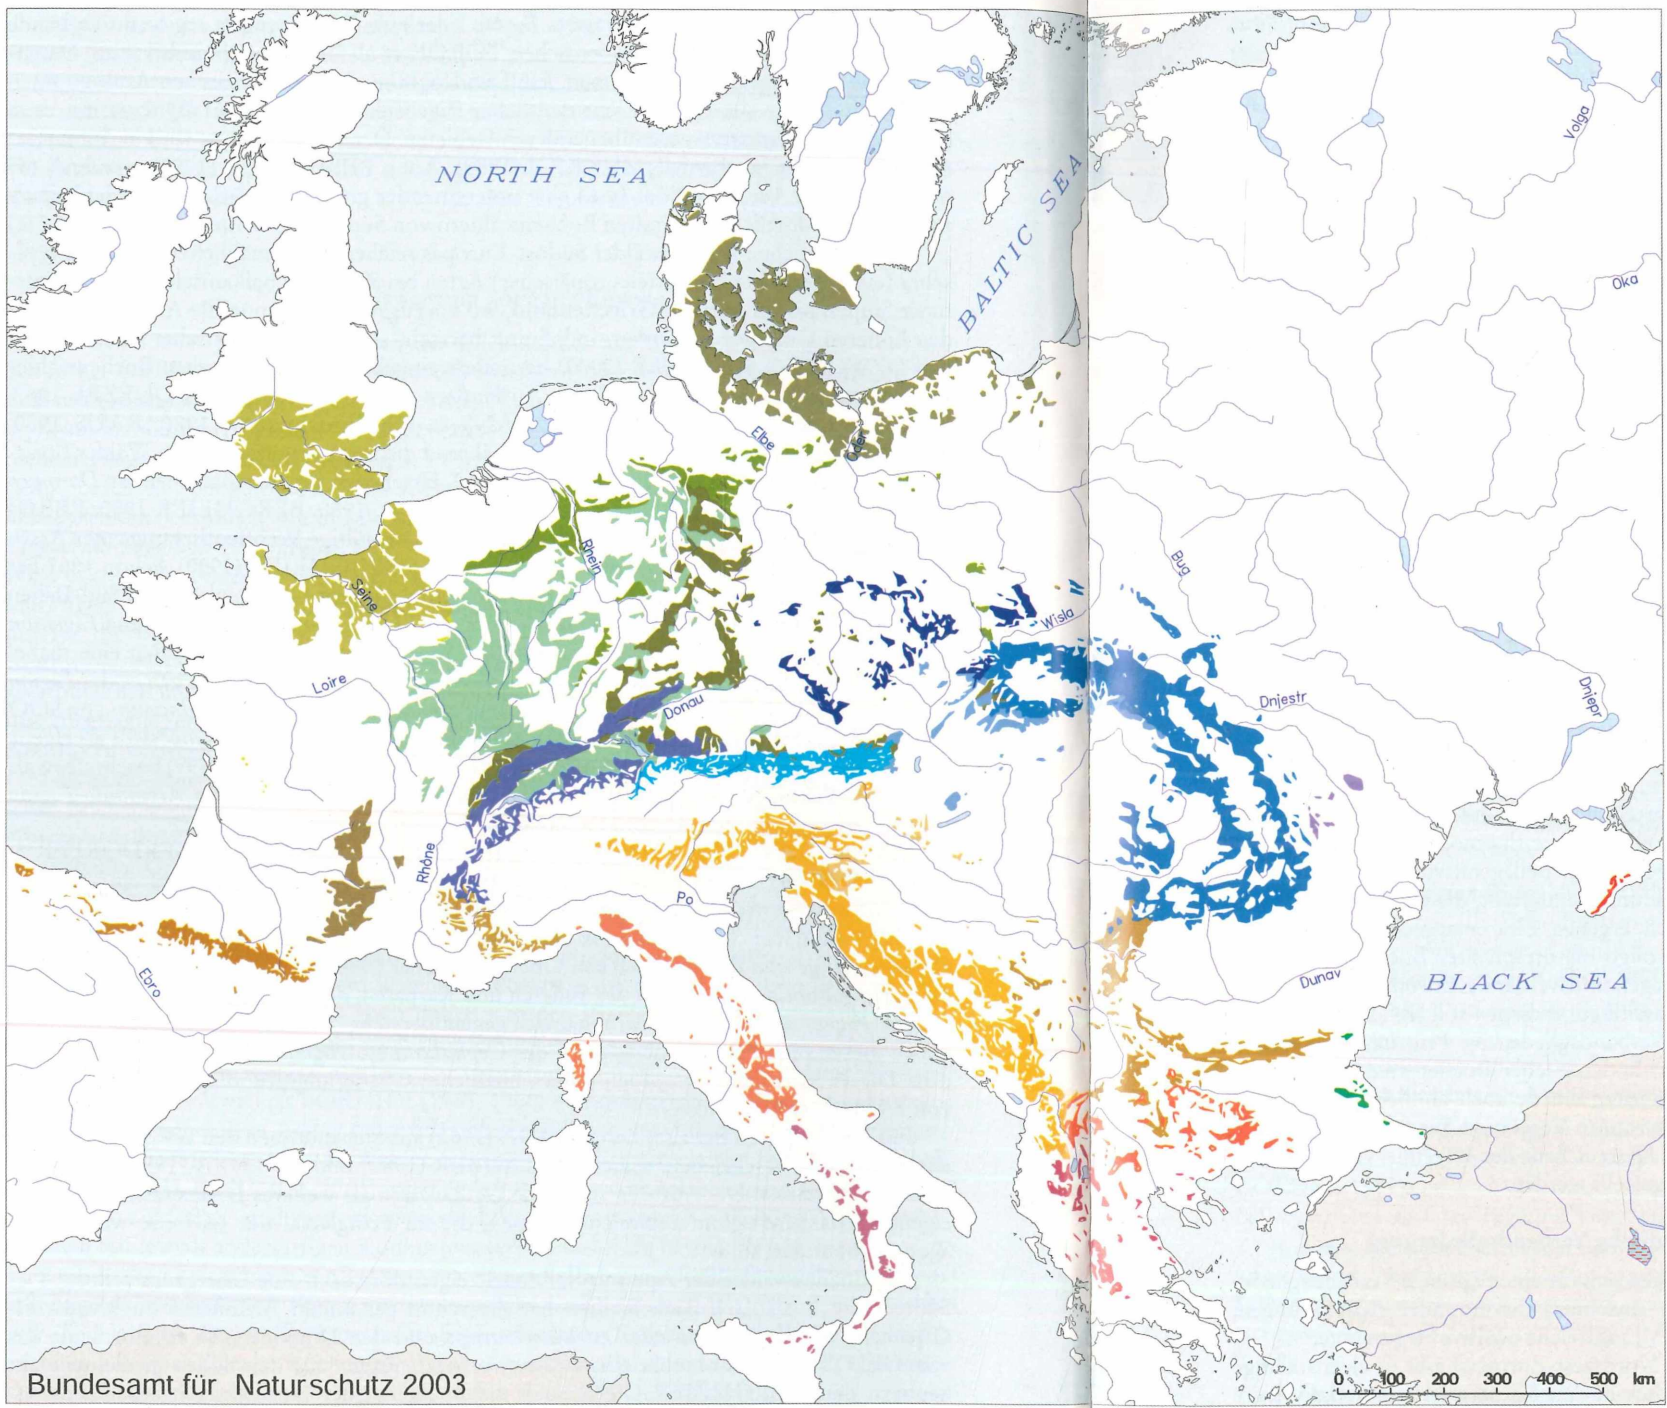 NORTH SEA
BALTIC SEA
Volga
Oka
Elbe
Oder
Rhein
Seine
Bug
Wisla
Loire
Donau
Dnjestr
Dnjepr
Rhône
Po
Ebro
Dunav
BLACK SEA
Bundesamt für Naturschutz 2003
0 100 200 300 400 500 km